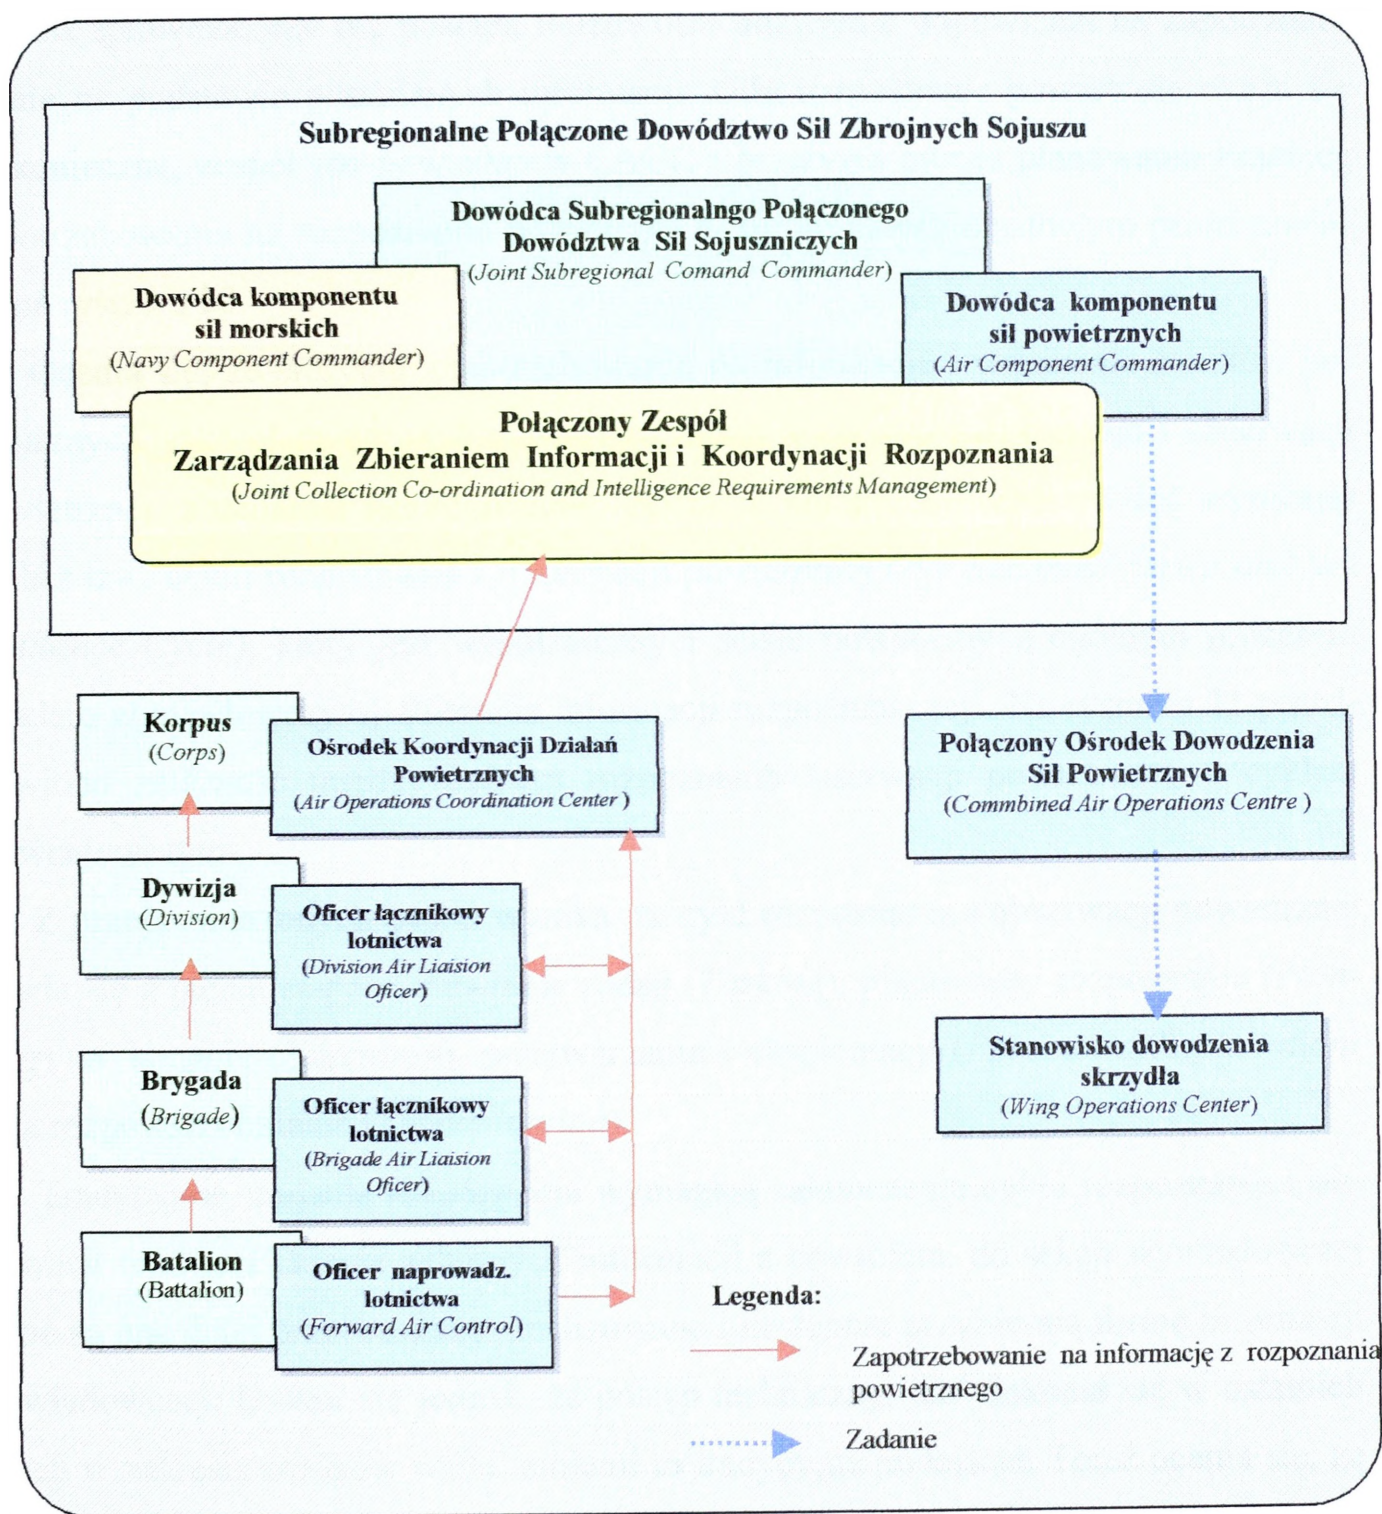 Subregionalne Połączone Dowództwo Sił Zbrojnych Sojuszu
Dowódca Subregionalngo Połączonego
Dowództwa Sił Sojuszniczych
(Joint Subregional Comand Commander)
Dowódca komponentu
sił morskich
(Navy Component Commander)
Dowódca komponentu
sił powietrznych
(Air Component Commander)
Połączony Zespół
Zarządzania Zbieraniem Informacji i Koordynacji Rozpoznania
(Joint Collection Co-ordination and Intelligence Requirements Management)
Korpus
(Corps)
Ośrodek Koordynacji Działań
Powietrznych
(Air Operations Coordination Center )
Połączony Ośrodek Dowodzenia
Sił Powietrznych
(Commbined Air Operations Centre )
Dywizja
(Division)
Oficer łącznikowy
lotnictwa
(Division Air Liaision
Oficer)
Stanowisko dowodzenia
skrzydła
(Wing Operations Center)
Brygada
(Brigade)
Oficer łącznikowy
lotnictwa
(Brigade Air Liaision
Oficer)
Batalion
(Battalion)
Oficer naprowadz.
lotnictwa
(Forward Air Control)
Legenda:
Zapotrzebowanie na informację z rozpoznania
powietrznego
Zadanie